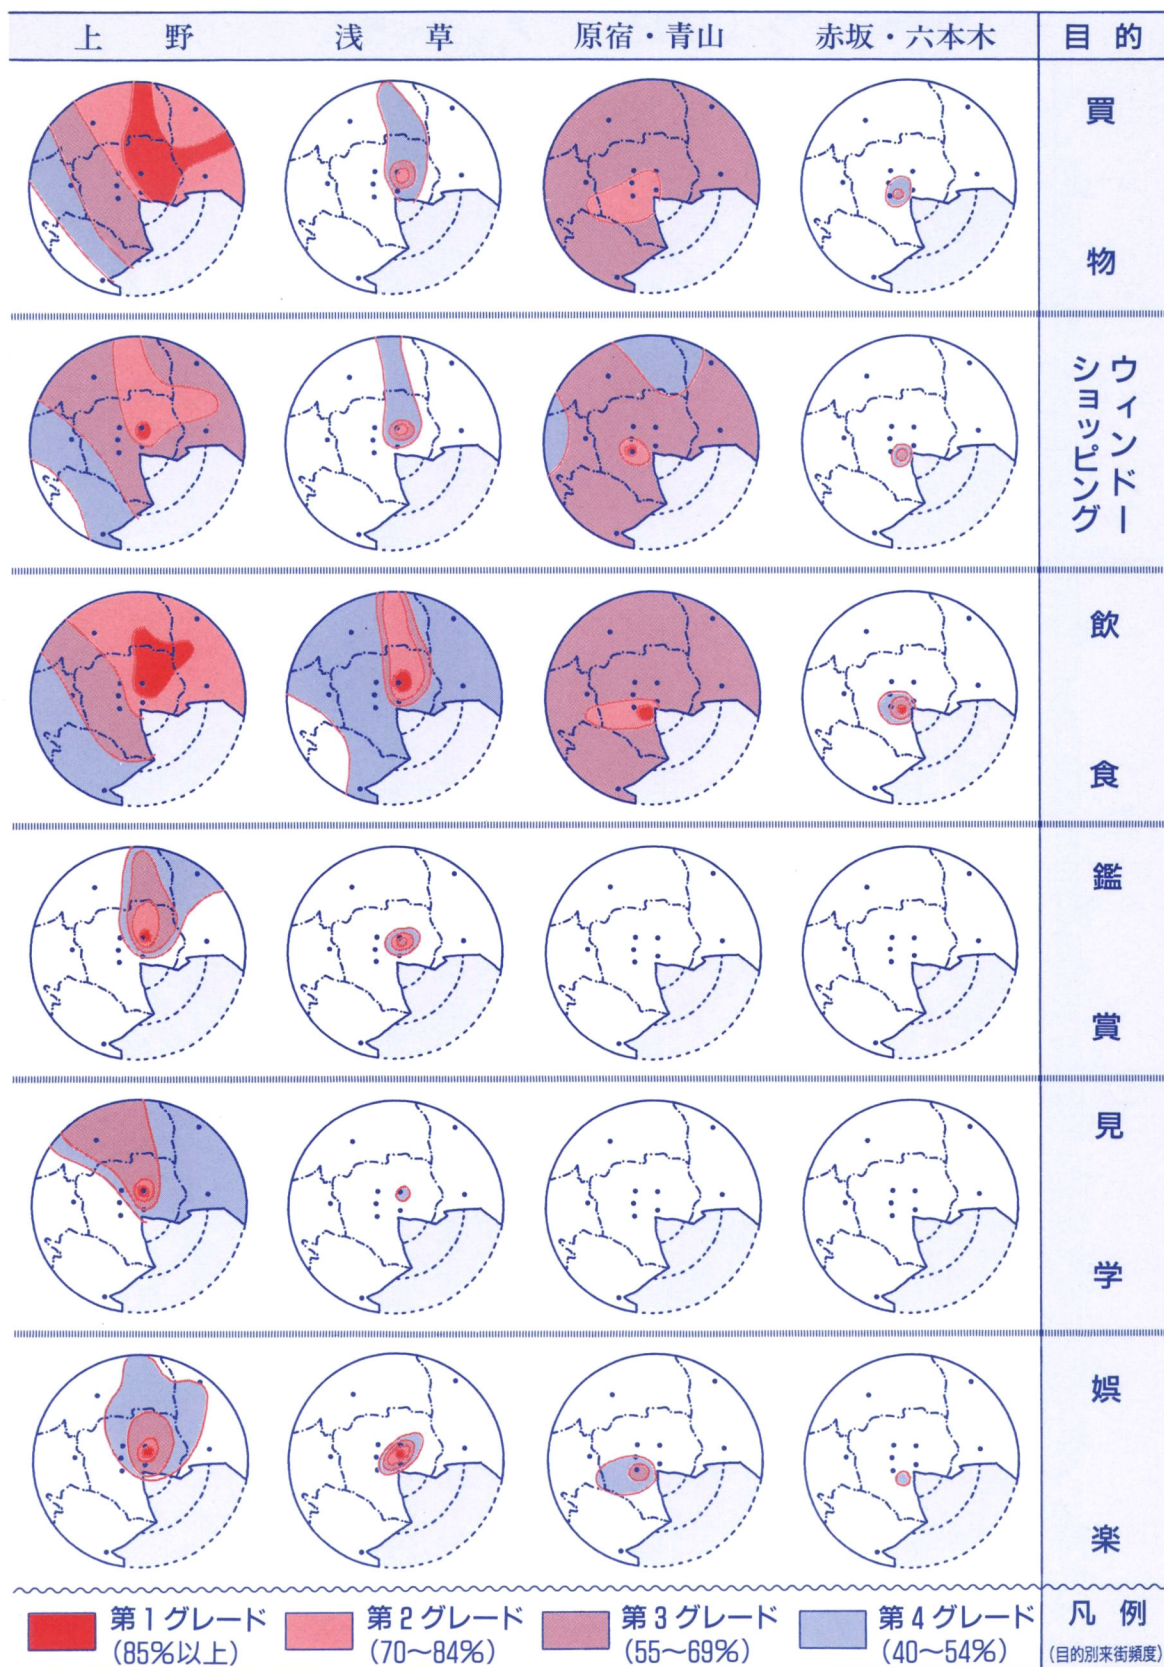 上 野 浅 草 原宿・青山 赤坂・六本木 目 的
買物
ウィンドー
ショッピング
飲食
鑑賞
見学
娯楽
第1グレード 第2グレード 第3グレード 第4グレード 凡 例
(85%以上) (70〜84%) (55〜69%) (40〜54%) (目的別来街頻度)